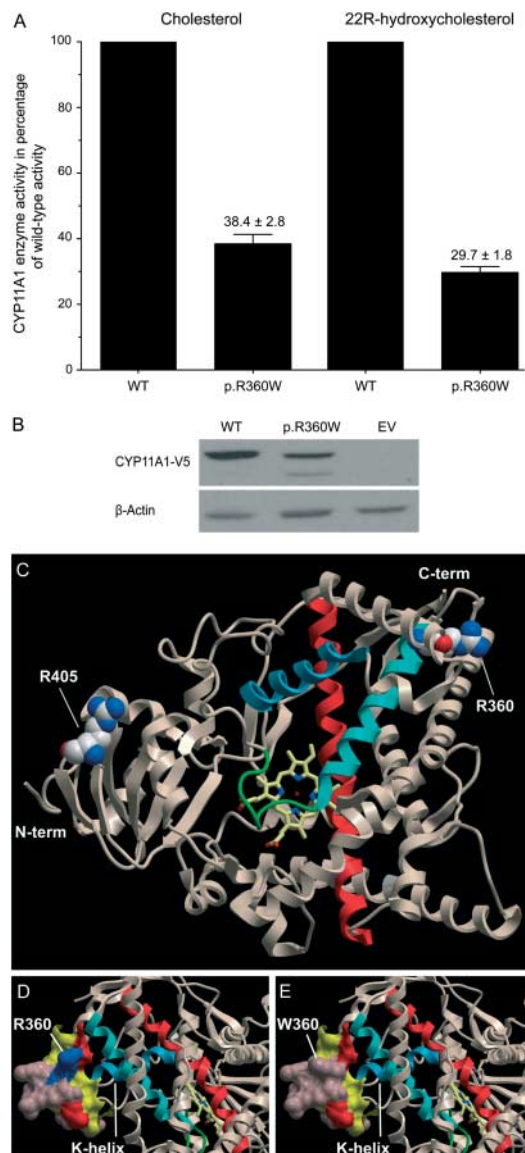 A
Cholesterol 22R-hydroxycholesterol
CYP11A1 enzyme activity in percentage
of wild-type activity
100
80
60
40
20
0
38.4 ± 2.8
29.7 ± 1.8
WT p.R360W WT p.R360W
B
WT p.R360W EV
CYP11A1-V5
β-Actin
C
C-term
R405
R360
N-term
D
R360
K-helix
E
W360
K-helix